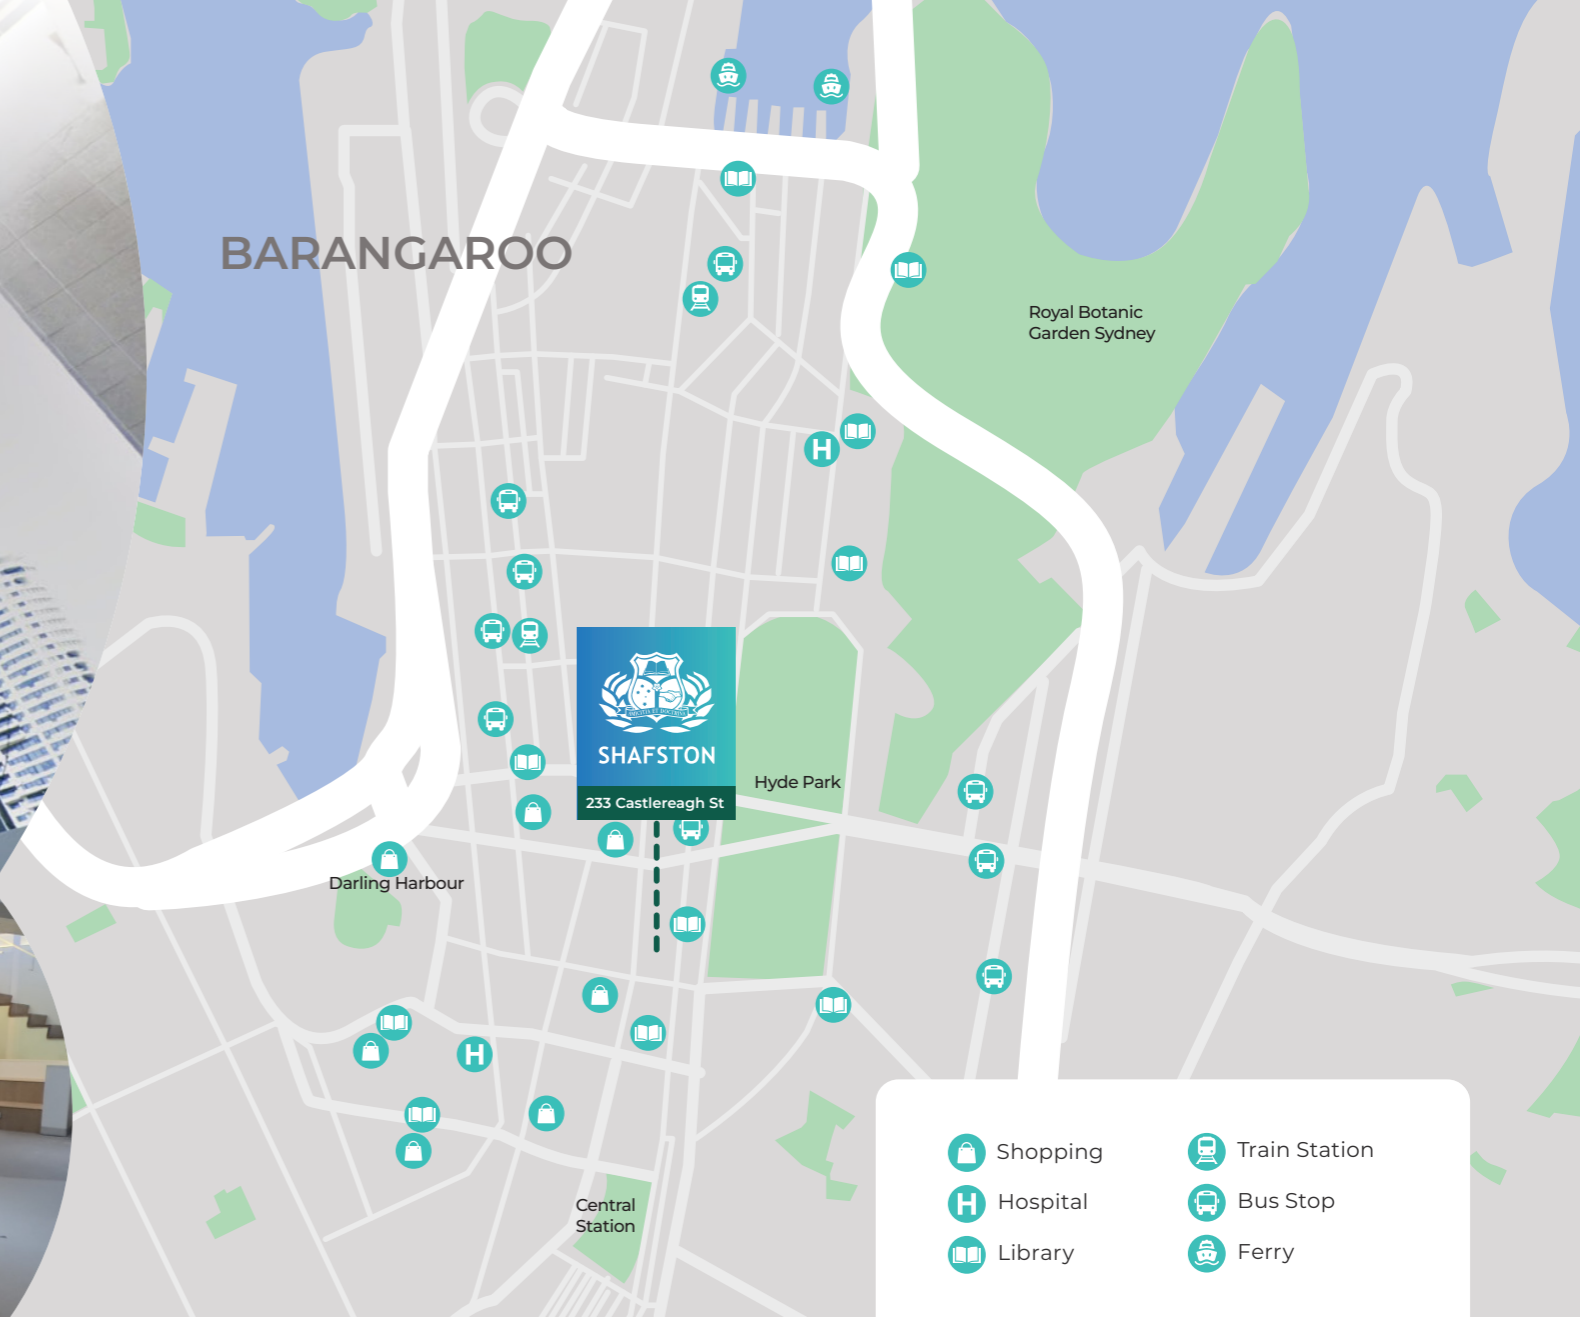 BARANGAROO
Royal Botanic
Garden Sydney
H
SHAFSTON
233 Castlereagh St
Hyde Park
Darling Harbour
H
Central
Station
Shopping
Train Station
H
Hospital
Bus Stop
Library
Ferry